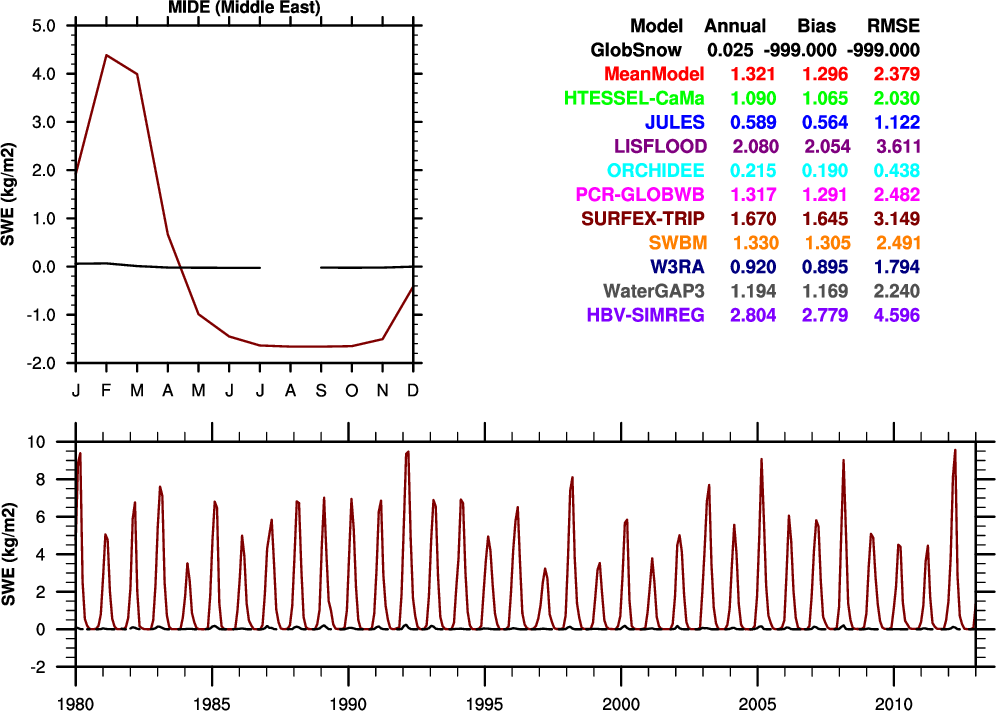 MIDE (Middle East)
5.0
4.0
3.0
2.0
1.0
0.0
-1.0
-2.0
SWE (kg/m2)
J F M A M J J A S O N D
Model Annual Bias RMSE
GlobSnow 0.025 -999.000 -999.000
MeanModel 1.321 1.296 2.379
HTESSEL-CaMa 1.090 1.065 2.030
JULES 0.589 0.564 1.122
LISFLOOD 2.080 2.054 3.611
ORCHIDEE 0.215 0.190 0.438
PCR-GLOBWB 1.317 1.291 2.482
SURFEX-TRIP 1.670 1.645 3.149
SWBM 1.330 1.305 2.491
W3RA 0.920 0.895 1.794
WaterGAP3 1.194 1.169 2.240
HBV-SIMREG 2.804 2.779 4.596
10
8
6
4
2
0
-2
SWE (kg/m2)
1980 1985 1990 1995 2000 2005 2010